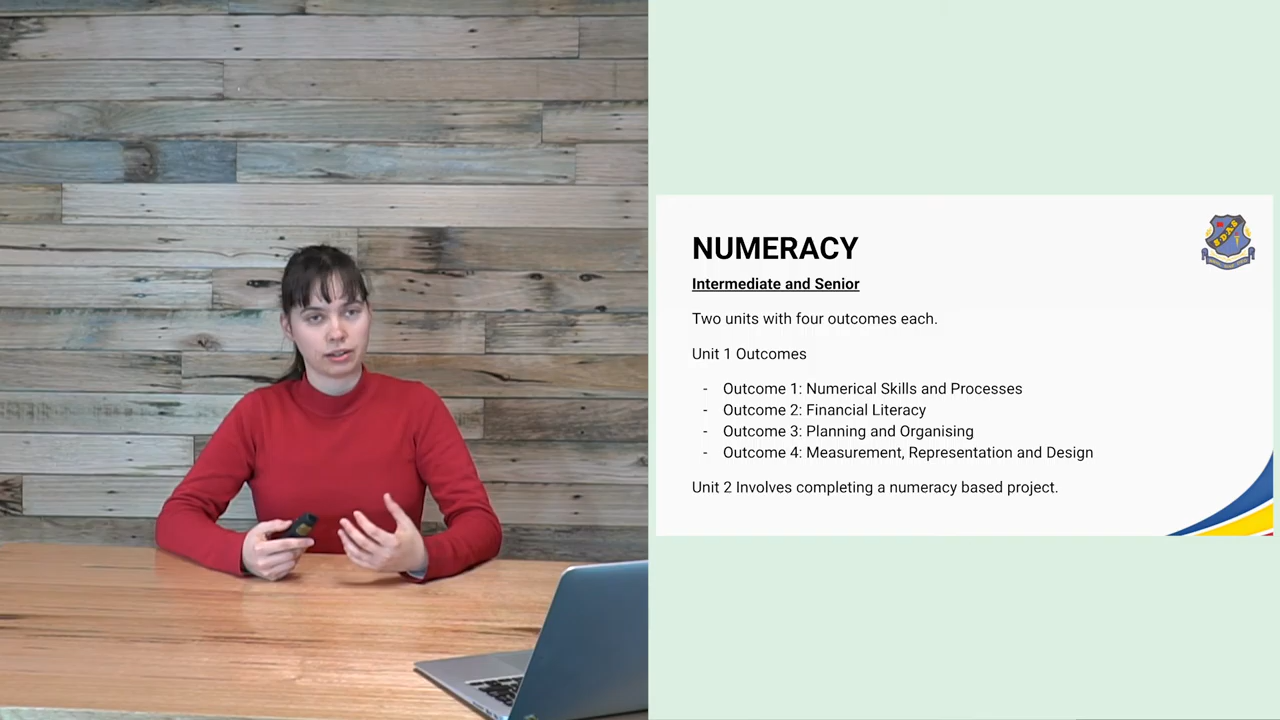 NUMERACY
Intermediate and Senior
Two units with four outcomes each.
Unit 1 Outcomes
- Outcome 1: Numerical Skills and Processes
- Outcome 2: Financial Literacy
- Outcome 3: Planning and Organising
- Outcome 4: Measurement, Representation and Design
Unit 2 Involves completing a numeracy based project.